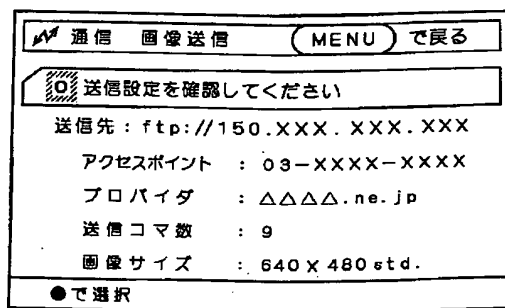 通信 画像送信 MENU で戻る
送信設定を確認してください
送信先 : ftp://150.XXX.XXX.XXX
アクセスポイント : 03-XXXX-XXXX
プロバイダ : △△△△.ne.jp
送信コマ数 : 9
画像サイズ : 640X480std.
●で選択